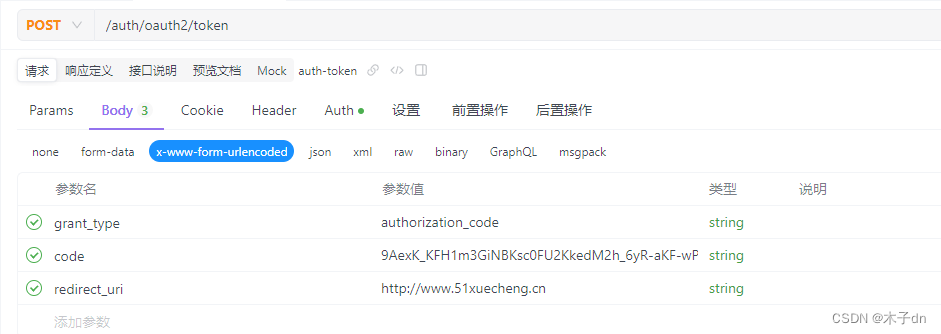 POST /auth/oauth2/token
请求 响应定义 接口说明 预览文档 Mock auth-token
Params Body 3 Cookie Header Auth 设置 前置操作 后置操作
none form-data x-www-form-urlencoded json xml raw binary GraphQL msgpack
参数名 参数值 类型 说明
grant_type authorization_code string
code 9AexK_KFH1m3GiNBKsc0FU2KkedM2h_6yR-aKF-wP string
redirect_uri http://www.51xuecheng.cn string
添加参数
CSDN @木子dn